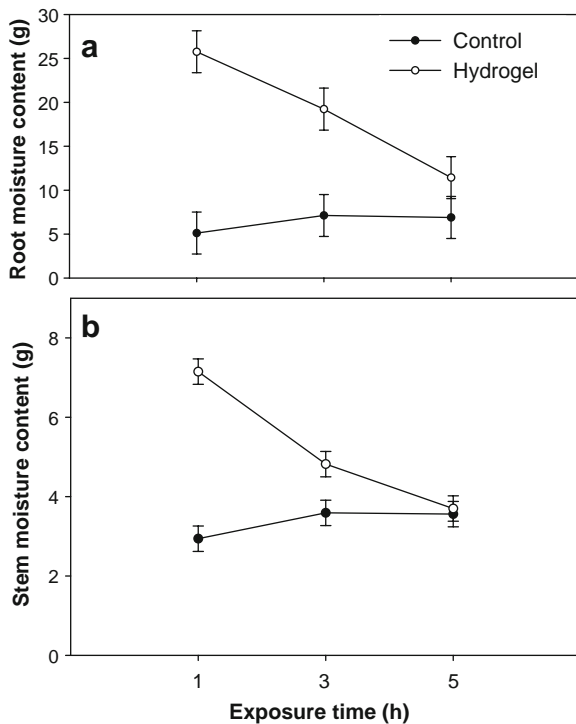 a
Control
Hydrogel
Root moisture content (g)
30
25
20
15
10
5
0
b
Stem moisture content (g)
8
6
4
2
0
1 3 5
Exposure time (h)